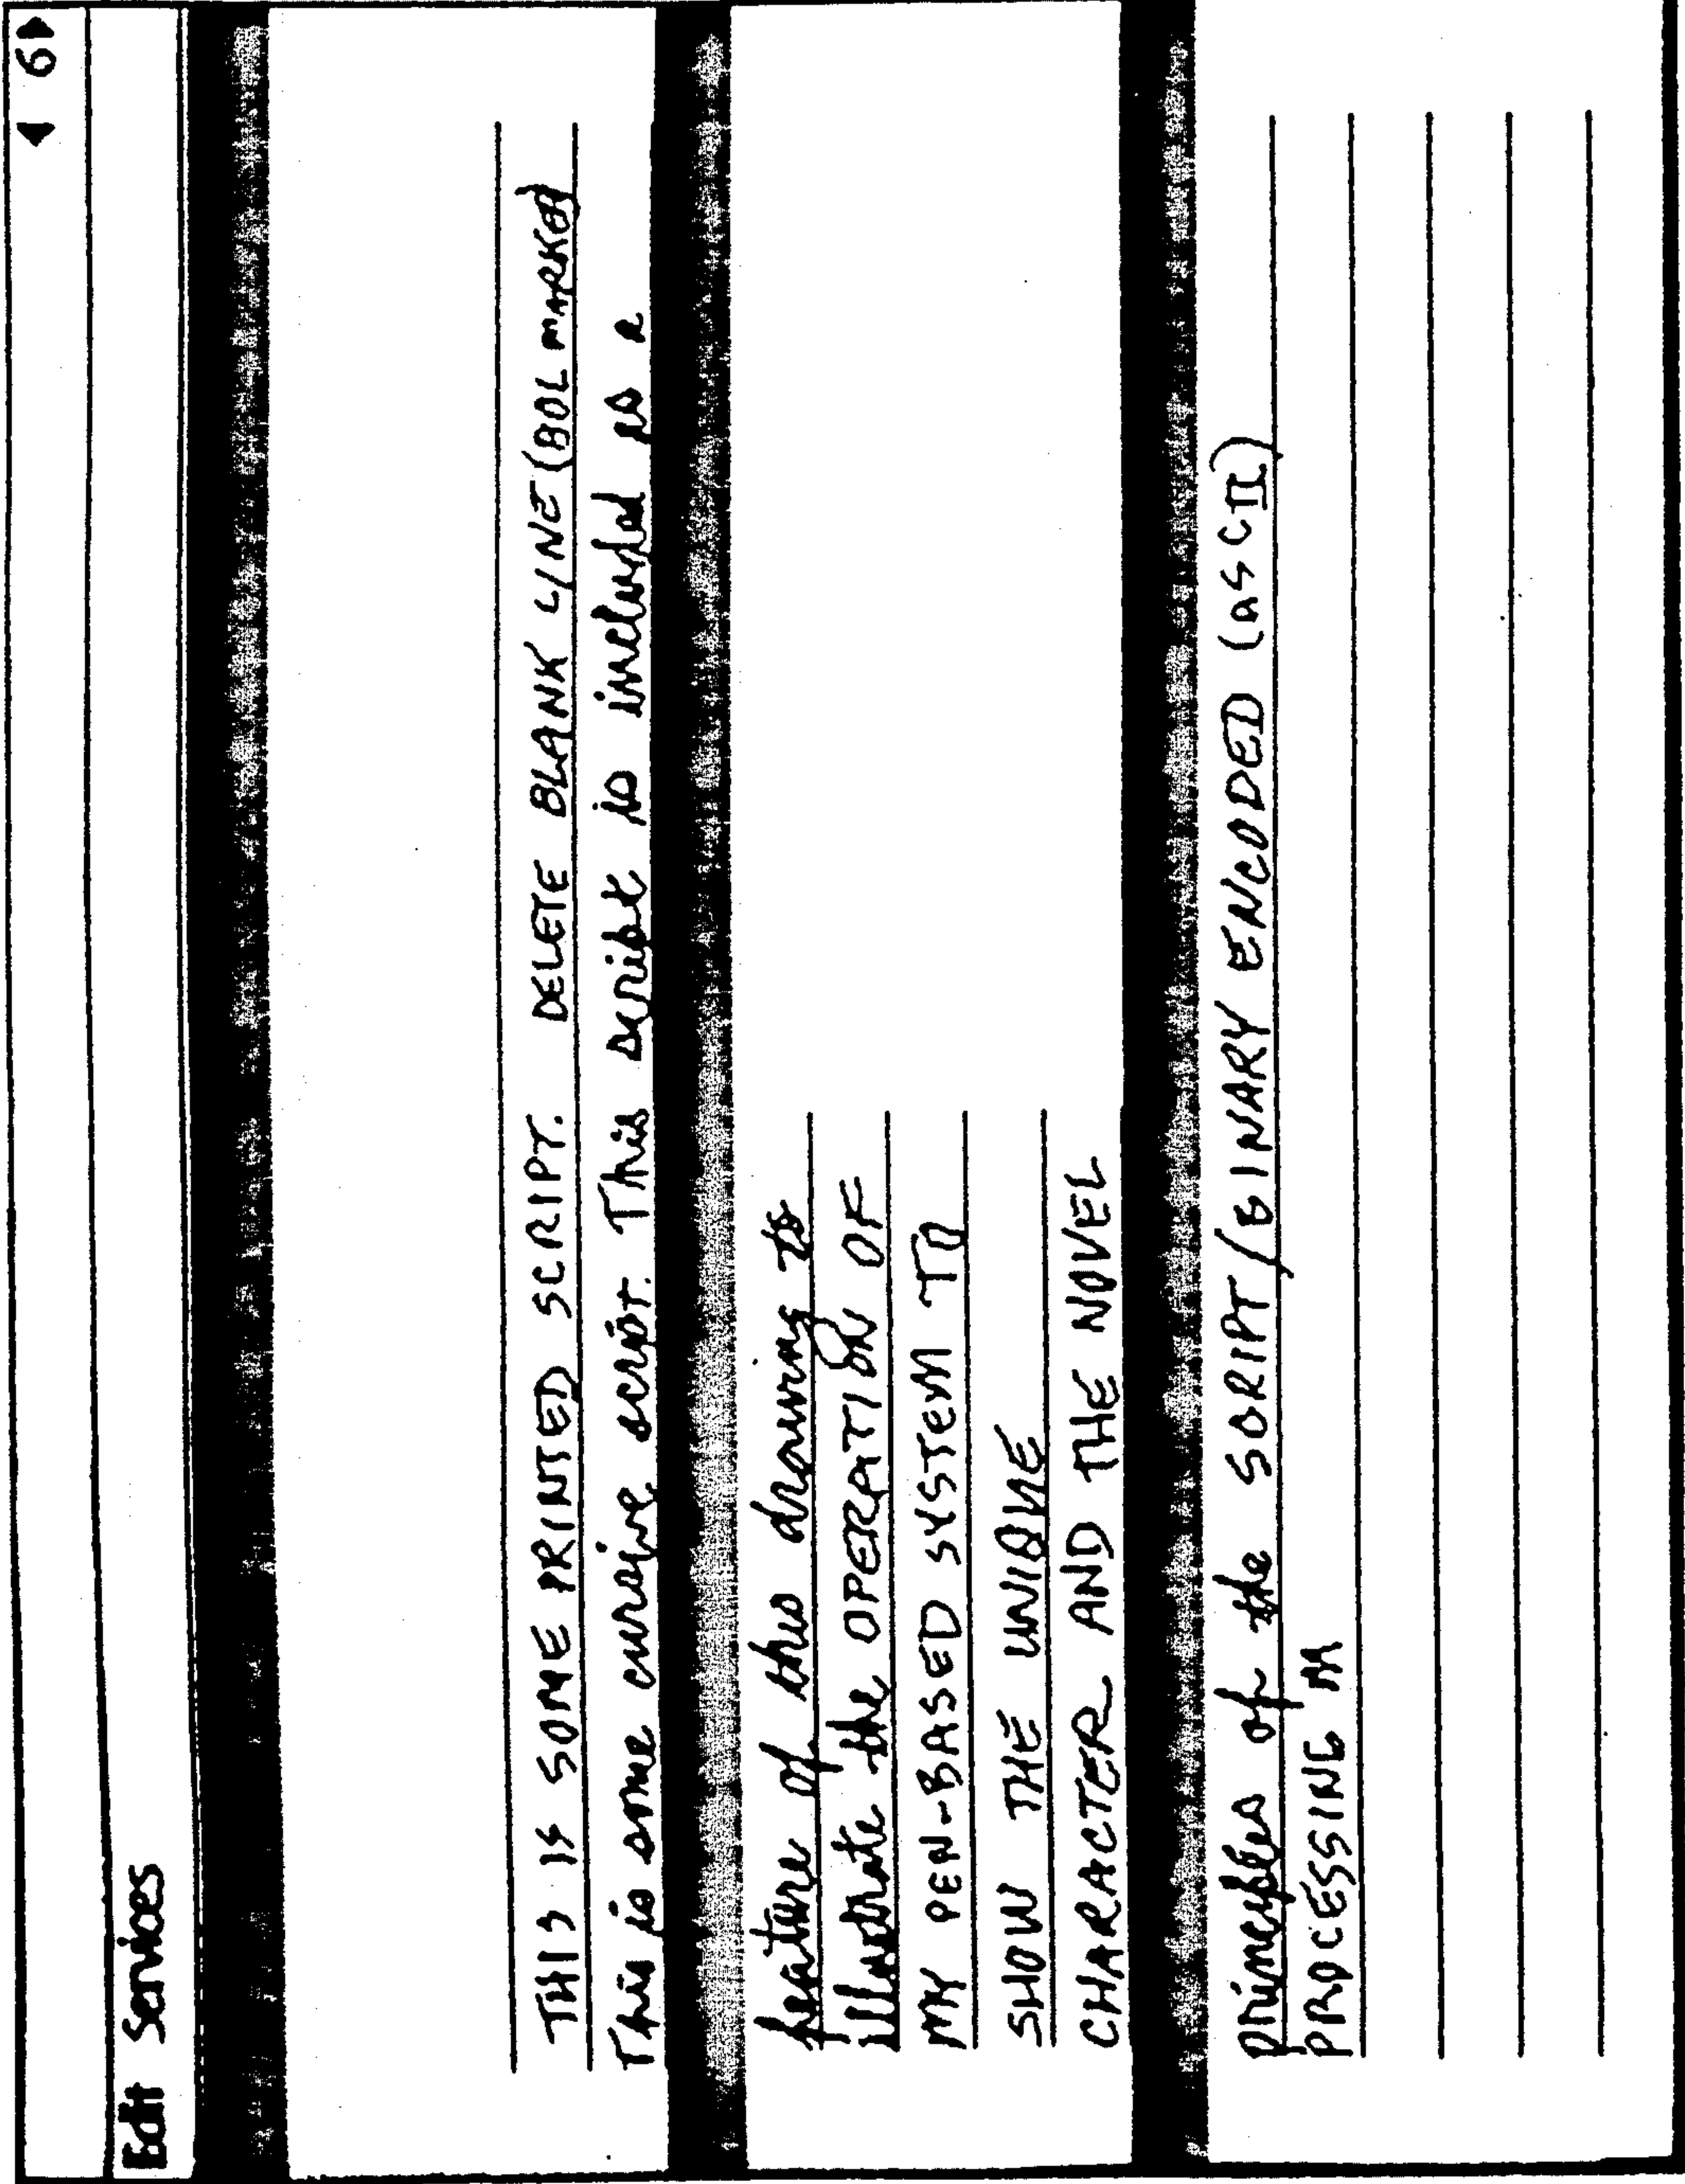 ◀ 6▶
Edit Services
THIS IS SOME PRINTED SCRIPT. DELETE BLANK LINE (BOL MARKER)
This is some cursive script. This script is included as a
feature of this drawing to
illustrate the OPERATION OF
MY PEN-BASED SYSTEM TO
SHOW THE UNIQUE
CHARACTER AND THE NOVEL
principles of the SCRIPT/BINARY ENCODED (ASCII)
PROCESSING M